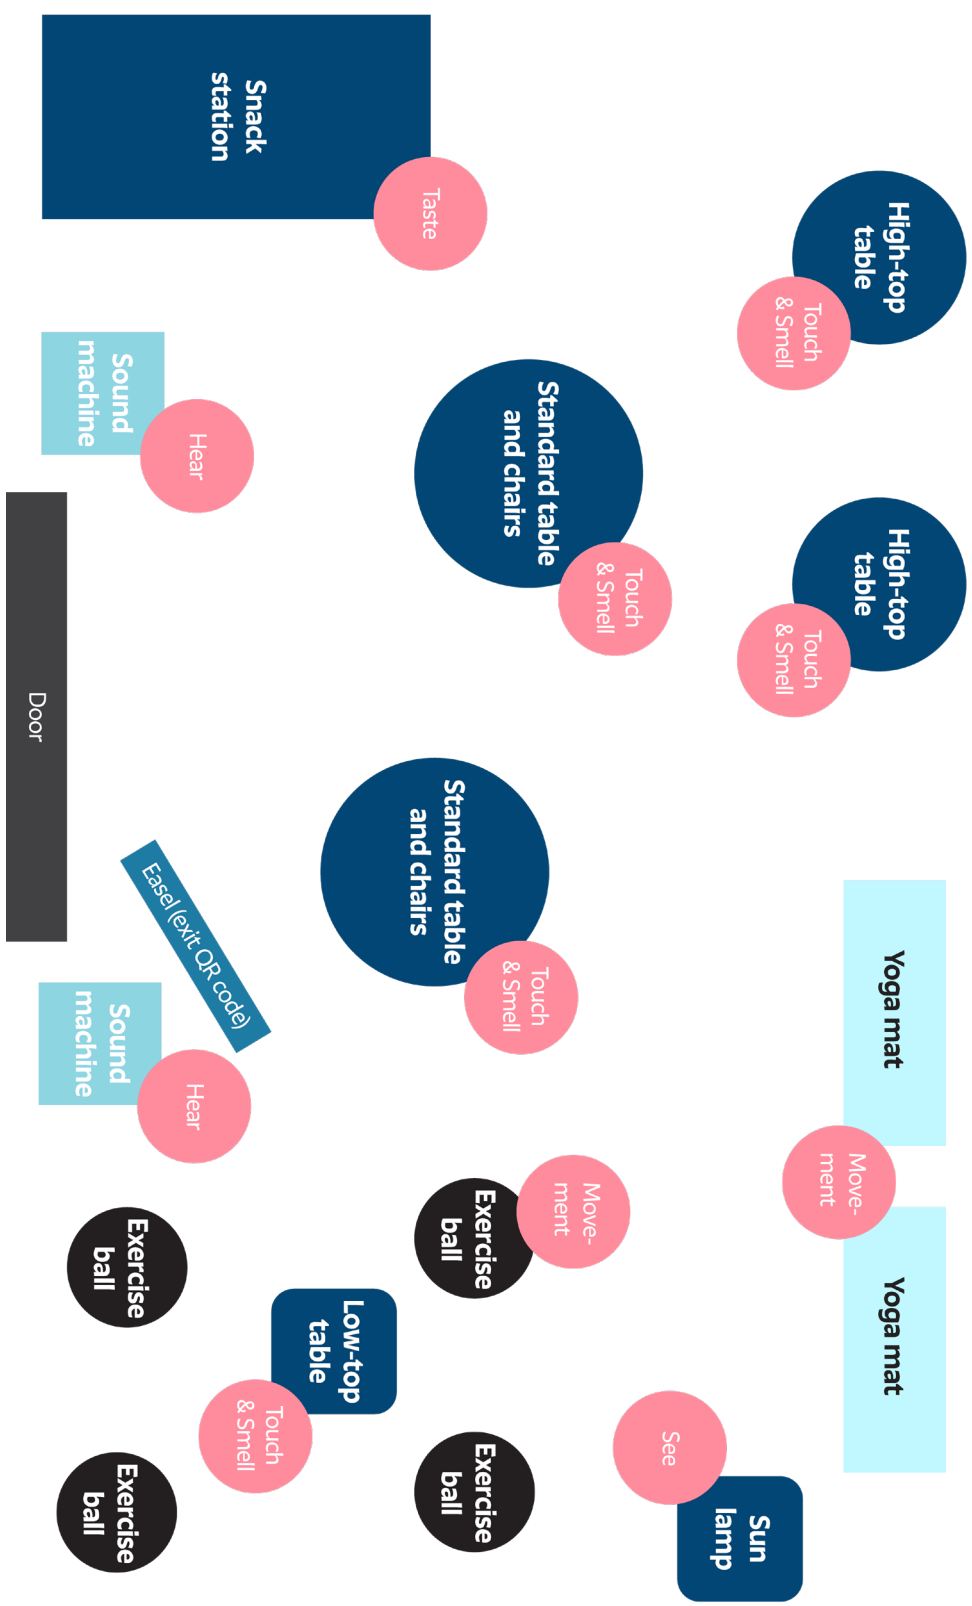 High-top
table
Touch
& Smell
High-top
table
Touch
& Smell
Yoga mat
Move-
ment
Yoga mat
Sun
lamp
See
Standard table
and chairs
Touch
& Smell
Standard table
and chairs
Touch
& Smell
Move-
ment
Exercise
ball
Exercise
ball
Low-top
table
Touch
& Smell
Snack
station
Taste
Sound
machine
Hear
Easel (exit QR code)
Sound
machine
Hear
Exercise
ball
Exercise
ball
Door